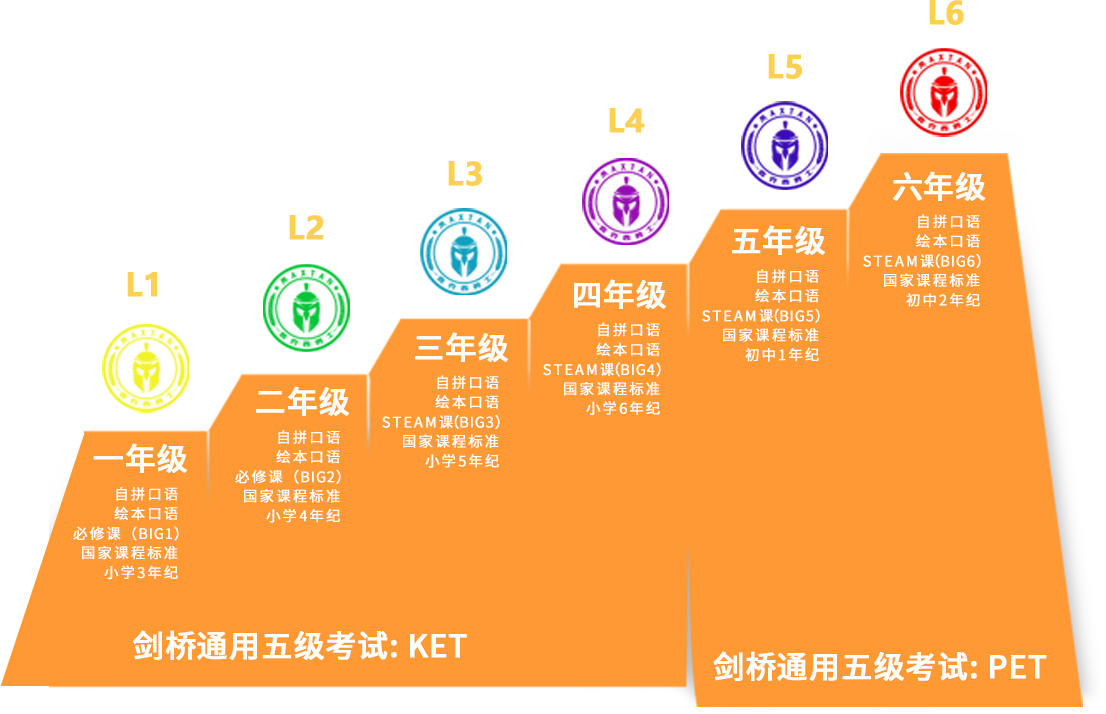 L1
MAXTAN
一年级
自拼口语
绘本口语
必修课（BIG1）
国家课程标准
小学3年纪
L2
MAXTAN
二年级
自拼口语
绘本口语
必修课（BIG2）
国家课程标准
小学4年纪
L3
MAXTAN
三年级
自拼口语
绘本口语
STEAM课(BIG3)
国家课程标准
小学5年纪
L4
MAXTAN
四年级
自拼口语
绘本口语
STEAM课(BIG4)
国家课程标准
小学6年纪
L5
MAXTAN
五年级
自拼口语
绘本口语
STEAM课(BIG5)
国家课程标准
初中1年纪
L6
MAXTAN
六年级
自拼口语
绘本口语
STEAM课(BIG6)
国家课程标准
初中2年纪
剑桥通用五级考试: KET
剑桥通用五级考试: PET